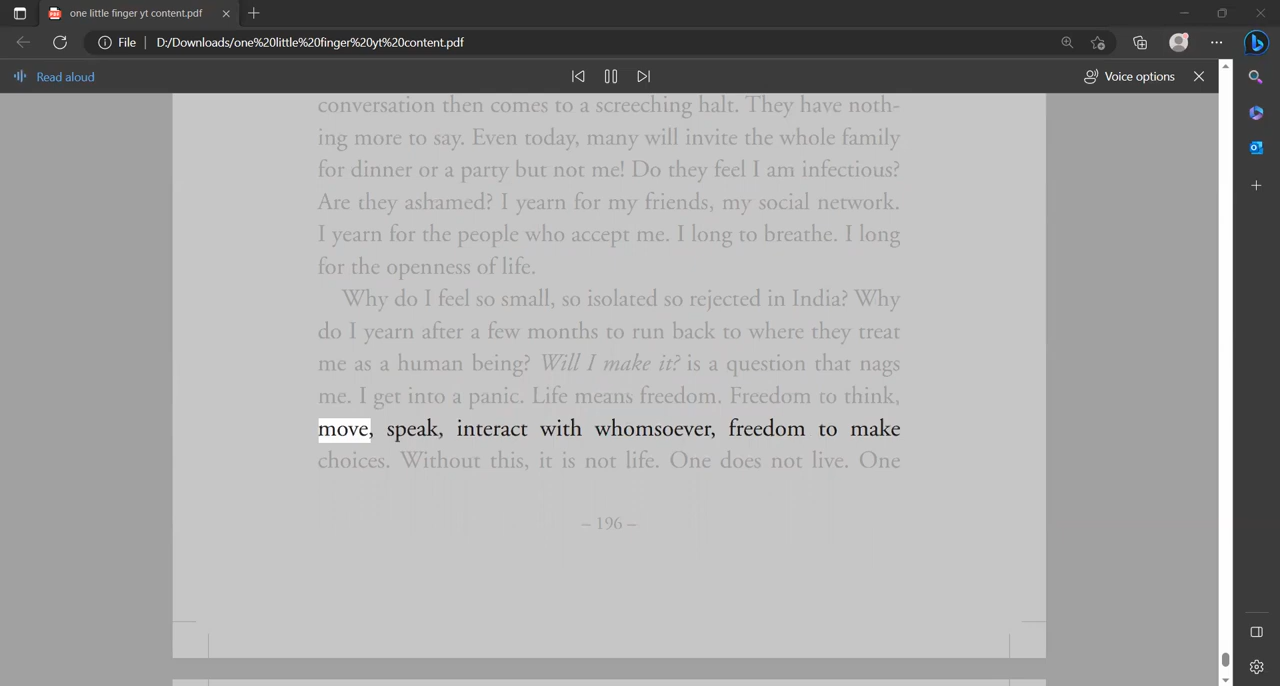 one little finger yt content.pdf
File
D:/Downloads/one%20little%20finger%20yt%20content.pdf
Read aloud
Voice options
conversation then comes to a screeching halt. They have noth-
ing more to say. Even today, many will invite the whole family
for dinner or a party but not me! Do they feel I am infectious?
Are they ashamed? I yearn for my friends, my social network.
I yearn for the people who accept me. I long to breathe. I long
for the openness of life.
Why do I feel so small, so isolated so rejected in India? Why
do I yearn after a few months to run back to where they treat
me as a human being? Will I make it? is a question that nags
me. I get into a panic. Life means freedom. Freedom to think,
move, speak, interact with whomsoever, freedom to make
choices. Without this, it is not life. One does not live. One
– 196 –